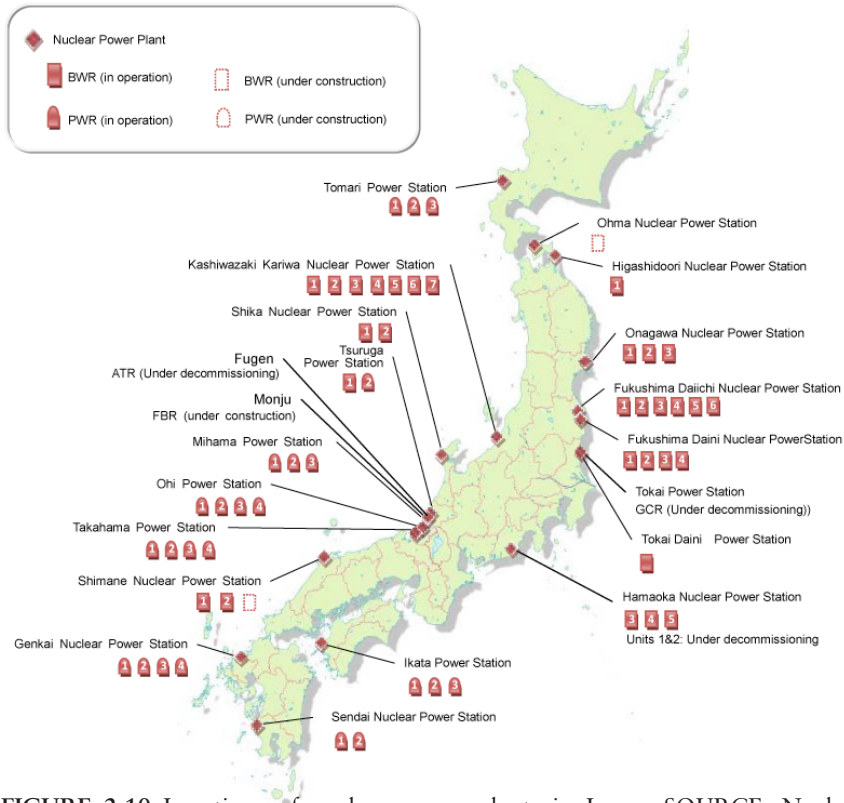 Nuclear Power Plant
BWR (in operation)
BWR (under construction)
PWR (in operation)
PWR (under construction)
Tomari Power Station
1 2 3
Ohma Nuclear Power Station
Higashidoori Nuclear Power Station
1
Kashiwazaki Kariwa Nuclear Power Station
1 2 3 4 5 6 7
Shika Nuclear Power Station
1 2
Tsuruga
Power Station
1 2
Onagawa Nuclear Power Station
1 2 3
Fugen
ATR (Under decommissioning)
Monju
FBR (under construction)
Fukushima Daiichi Nuclear Power Station
1 2 3 4 5 6
Mihama Power Station
1 2 3
Fukushima Daini Nuclear PowerStation
1 2 3 4
Ohi Power Station
1 2 3 4
Tokai Power Station
GCR (Under decommissioning))
Takahama Power Station
1 2 3 4
Tokai Daini Power Station
Shimane Nuclear Power Station
1 2
Hamaoka Nuclear Power Station
3 4 5
Units 1&2: Under decommissioning
Genkai Nuclear Power Station
1 2 3 4
Ikata Power Station
1 2 3
Sendai Nuclear Power Station
1 2